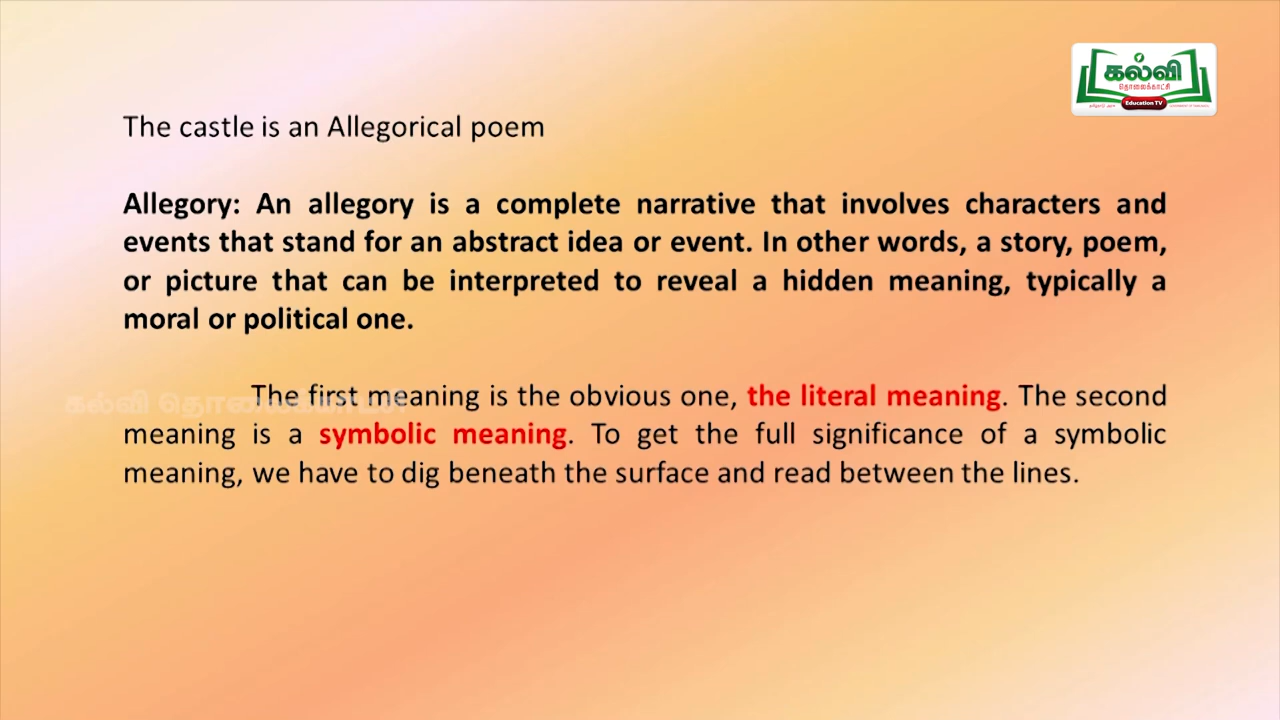 கல்வி
தொலைக்காட்சி
Education TV
The castle is an Allegorical poem
Allegory: An allegory is a complete narrative that involves characters and
events that stand for an abstract idea or event. In other words, a story, poem,
or picture that can be interpreted to reveal a hidden meaning, typically a
moral or political one.
கல்வி தொலைக்காட்சி
The first meaning is the obvious one, the literal meaning. The second
meaning is a symbolic meaning. To get the full significance of a symbolic
meaning, we have to dig beneath the surface and read between the lines.